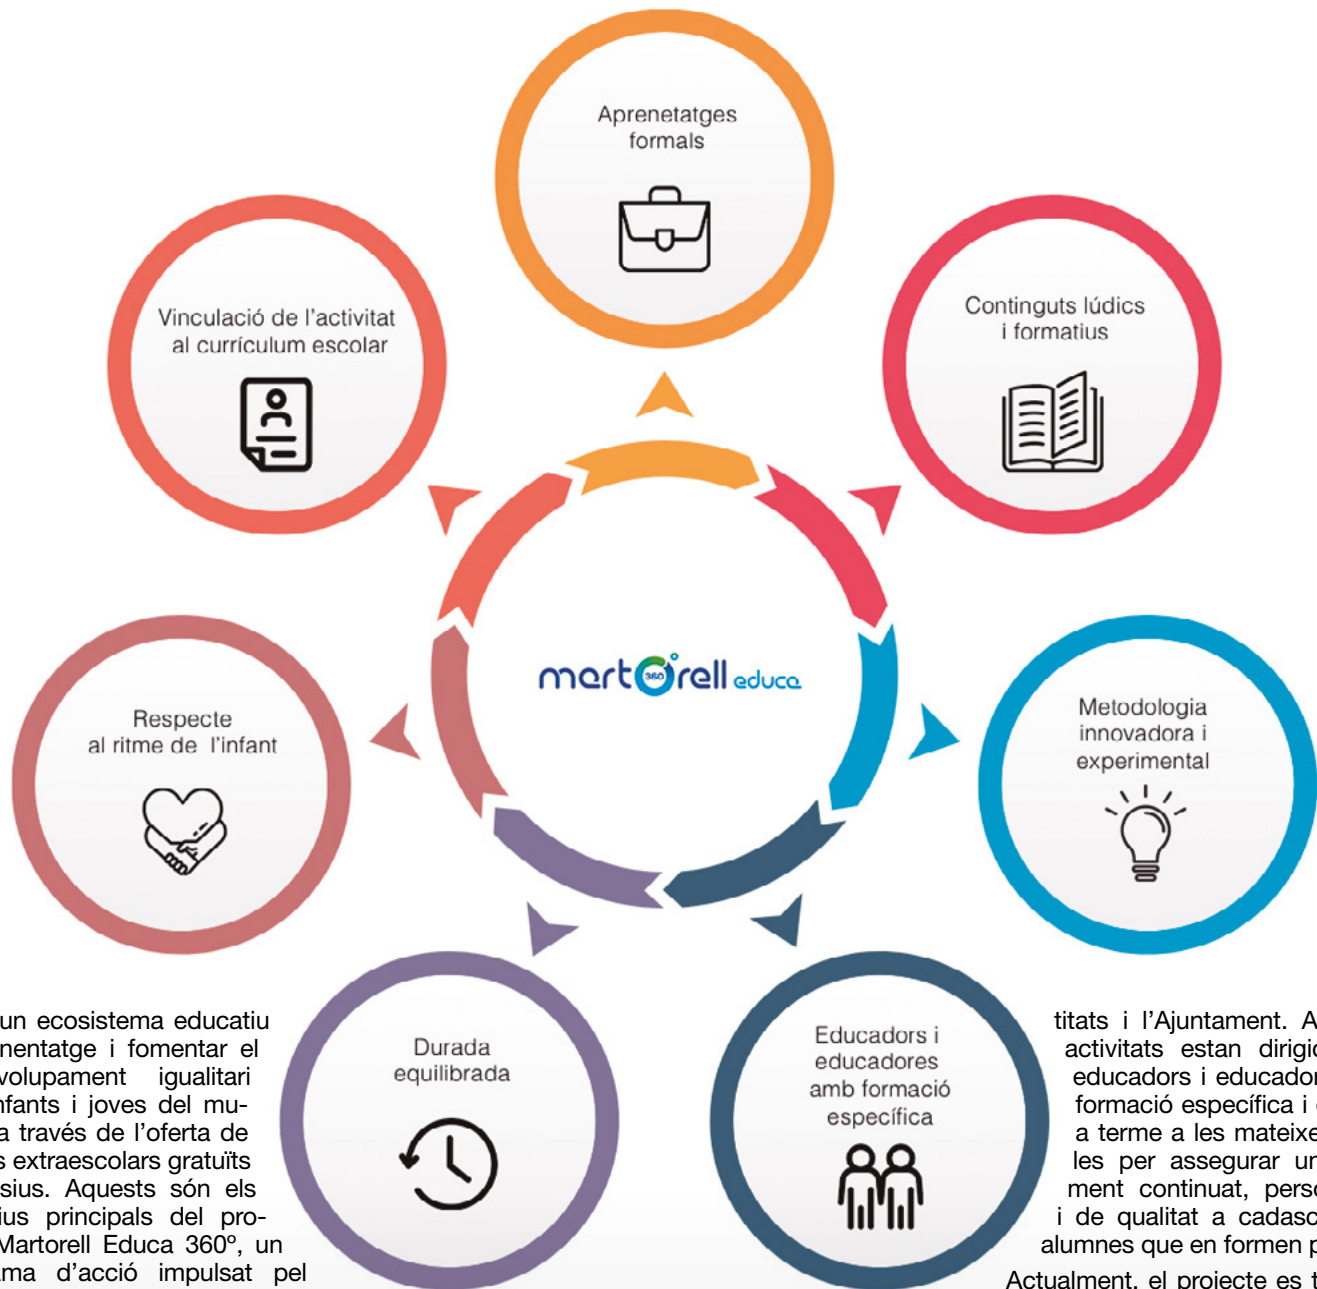 Aprenetatges
formals
Vinculació de l'activitat
al currículum escolar
Continguts lúdics
i formatius
mart360rell educa
Respecte
al ritme de l'infant
Metodologia
innovadora i
experimental
Durada
equilibrada
Educadors i
educadores
amb formació
específica
un ecosistema educatiu
nentatge i fomentar el
volupament igualitari
nfants i joves del mu-
a través de l'oferta de
s extraescolars gratuïts
sius. Aquests són els
ius principals del pro-
Martorell Educa 360º, un
ama d'acció impulsat pel
titats i l'Ajuntament. A
activitats estan dirigi
educadors i educador
formació específica i
a terme a les mateixe
les per assegurar un
ment continuat, perso
i de qualitat a cadasc
alumnes que en formen p
Actualment, el projecte es t